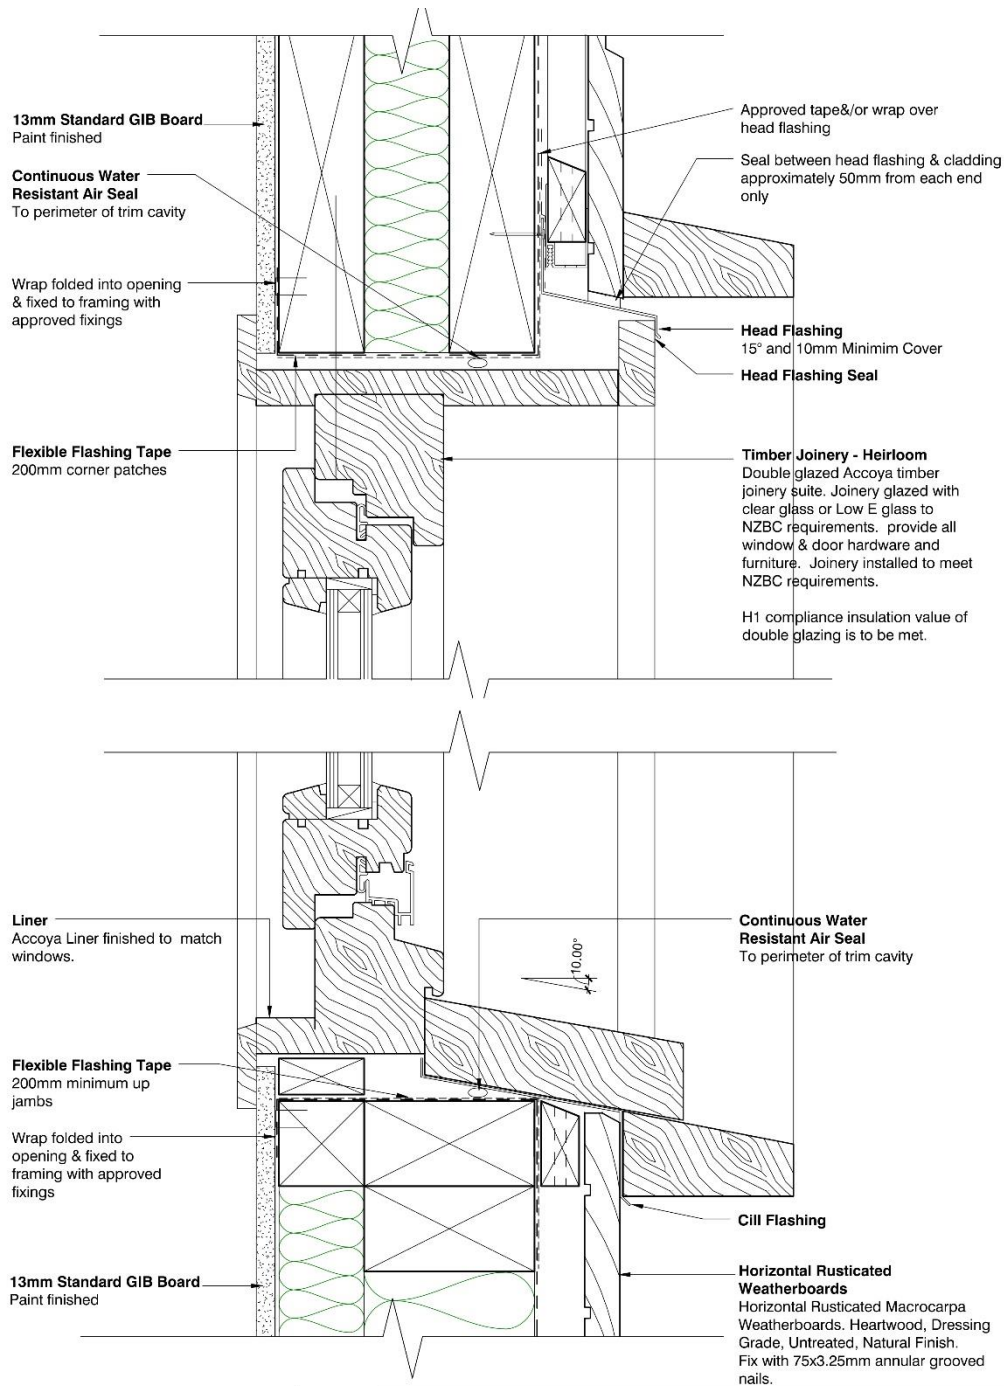 13mm Standard GIB Board
Paint finished
Continuous Water
Resistant Air Seal
To perimeter of trim cavity
Wrap folded into opening
& fixed to framing with
approved fixings
Flexible Flashing Tape
200mm corner patches
Approved tape&/or wrap over
head flashing
Seal between head flashing & cladding
approximately 50mm from each end
only
Head Flashing
15° and 10mm Minimim Cover
Head Flashing Seal
Timber Joinery - Heirloom
Double glazed Accoya timber
joinery suite. Joinery glazed with
clear glass or Low E glass to
NZBC requirements. provide all
window & door hardware and
furniture. Joinery installed to meet
NZBC requirements.
H1 compliance insulation value of
double glazing is to be met.
Liner
Accoya Liner finished to match
windows.
Flexible Flashing Tape
200mm minimum up
jambs
Wrap folded into
opening & fixed to
framing with approved
fixings
13mm Standard GIB Board
Paint finished
10.00°
Continuous Water
Resistant Air Seal
To perimeter of trim cavity
Cill Flashing
Horizontal Rusticated
Weatherboards
Horizontal Rusticated Macrocarpa
Weatherboards. Heartwood, Dressing
Grade, Untreated, Natural Finish.
Fix with 75x3.25mm annular grooved
nails.